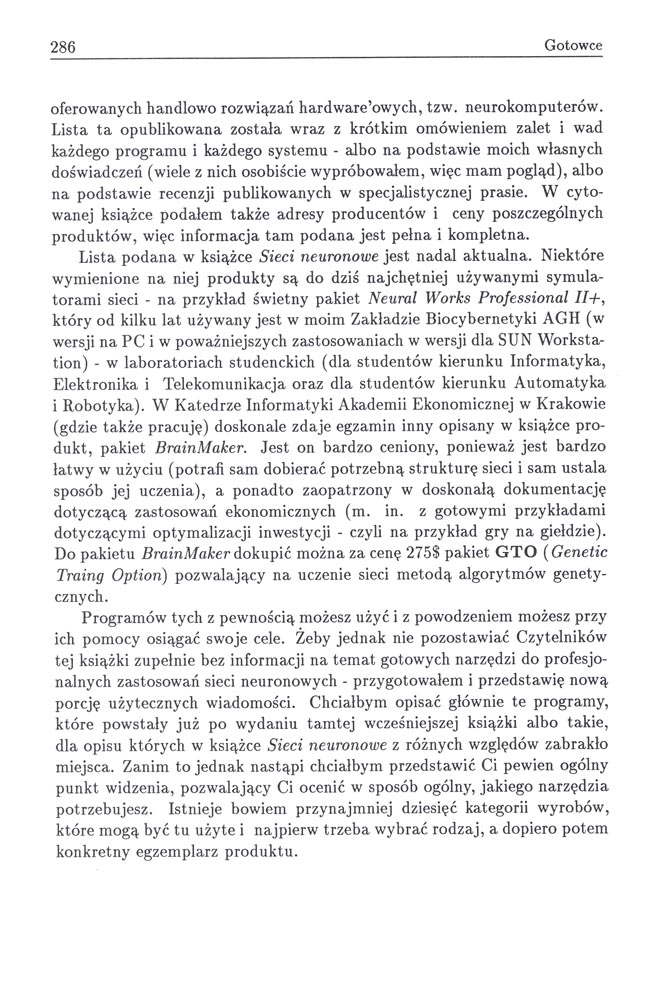 286 Gotowce
oferowanych handlowo rozwiązań hardware'owych, tzw. neurokomputerów.
Lista ta opublikowana została wraz z krótkim omówieniem zalet i wad
każdego programu i każdego systemu - albo na podstawie moich własnych
doświadczeń (wiele z nich osobiście wypróbowałem, więc mam pogląd), albo
na podstawie recenzji publikowanych w specjalistycznej prasie. W cyto-
wanej książce podałem także adresy producentów i ceny poszczególnych
produktów, więc informacja tam podana jest pełna i kompletna.
Lista podana w książce Sieci neuronowe jest nadal aktualna. Niektóre
wymienione na niej produkty są do dziś najchętniej używanymi symula-
torami sieci - na przykład świetny pakiet Neural Works Professional II+,
który od kilku lat używany jest w moim Zakładzie Biocybernetyki AGH (w
wersji na PC i w poważniejszych zastosowaniach w wersji dla SUN Worksta-
tion) - w laboratoriach studenckich (dla studentów kierunku Informatyka,
Elektronika i Telekomunikacja oraz dla studentów kierunku Automatyka
i Robotyka). W Katedrze Informatyki Akademii Ekonomicznej w Krakowie
(gdzie także pracuję) doskonale zdaje egzamin inny opisany w książce pro-
dukt, pakiet BrainMaker. Jest on bardzo ceniony, ponieważ jest bardzo
łatwy w użyciu (potrafi sam dobierać potrzebną strukturę sieci i sam ustala
sposób jej uczenia), a ponadto zaopatrzony w doskonałą dokumentację
dotyczącą zastosowań ekonomicznych (m. in. z gotowymi przykładami
dotyczącymi optymalizacji inwestycji - czyli na przykład gry na giełdzie).
Do pakietu BrainMaker dokupić można za cenę 275$ pakiet GTO (Genetic
Traing Option) pozwalający na uczenie sieci metodą algorytmów genety-
cznych.
Programów tych z pewnością możesz użyć i z powodzeniem możesz przy
ich pomocy osiągać swoje cele. Żeby jednak nie pozostawiać Czytelników
tej książki zupełnie bez informacji na temat gotowych narzędzi do profesjo-
nalnych zastosowań sieci neuronowych - przygotowałem i przedstawię nową
porcję użytecznych wiadomości. Chciałbym opisać głównie te programy,
które powstały już po wydaniu tamtej wcześniejszej książki albo takie,
dla opisu których w książce Sieci neuronowe z różnych względów zabrakło
miejsca. Zanim to jednak nastąpi chciałbym przedstawić Ci pewien ogólny
punkt widzenia, pozwalający Ci ocenić w sposób ogólny, jakiego narzędzia
potrzebujesz. Istnieje bowiem przynajmniej dziesięć kategorii wyrobów,
które mogą być tu użyte i najpierw trzeba wybrać rodzaj, a dopiero potem
konkretny egzemplarz produktu.